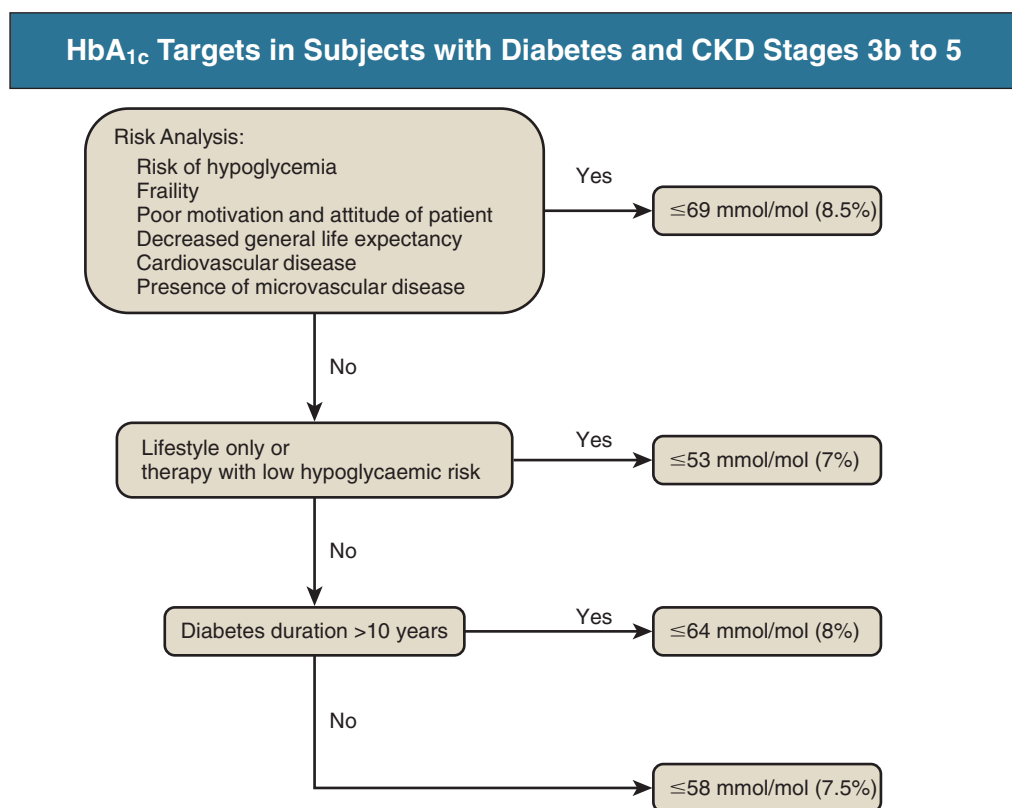 HbA1c Targets in Subjects with Diabetes and CKD Stages 3b to 5
Risk Analysis:
Risk of hypoglycemia
Fraility
Poor motivation and attitude of patient
Decreased general life expectancy
Cardiovascular disease
Presence of microvascular disease
Yes
≤69 mmol/mol (8.5%)
No
Lifestyle only or
therapy with low hypoglycaemic risk
Yes
≤53 mmol/mol (7%)
No
Diabetes duration >10 years
Yes
≤64 mmol/mol (8%)
No
≤58 mmol/mol (7.5%)